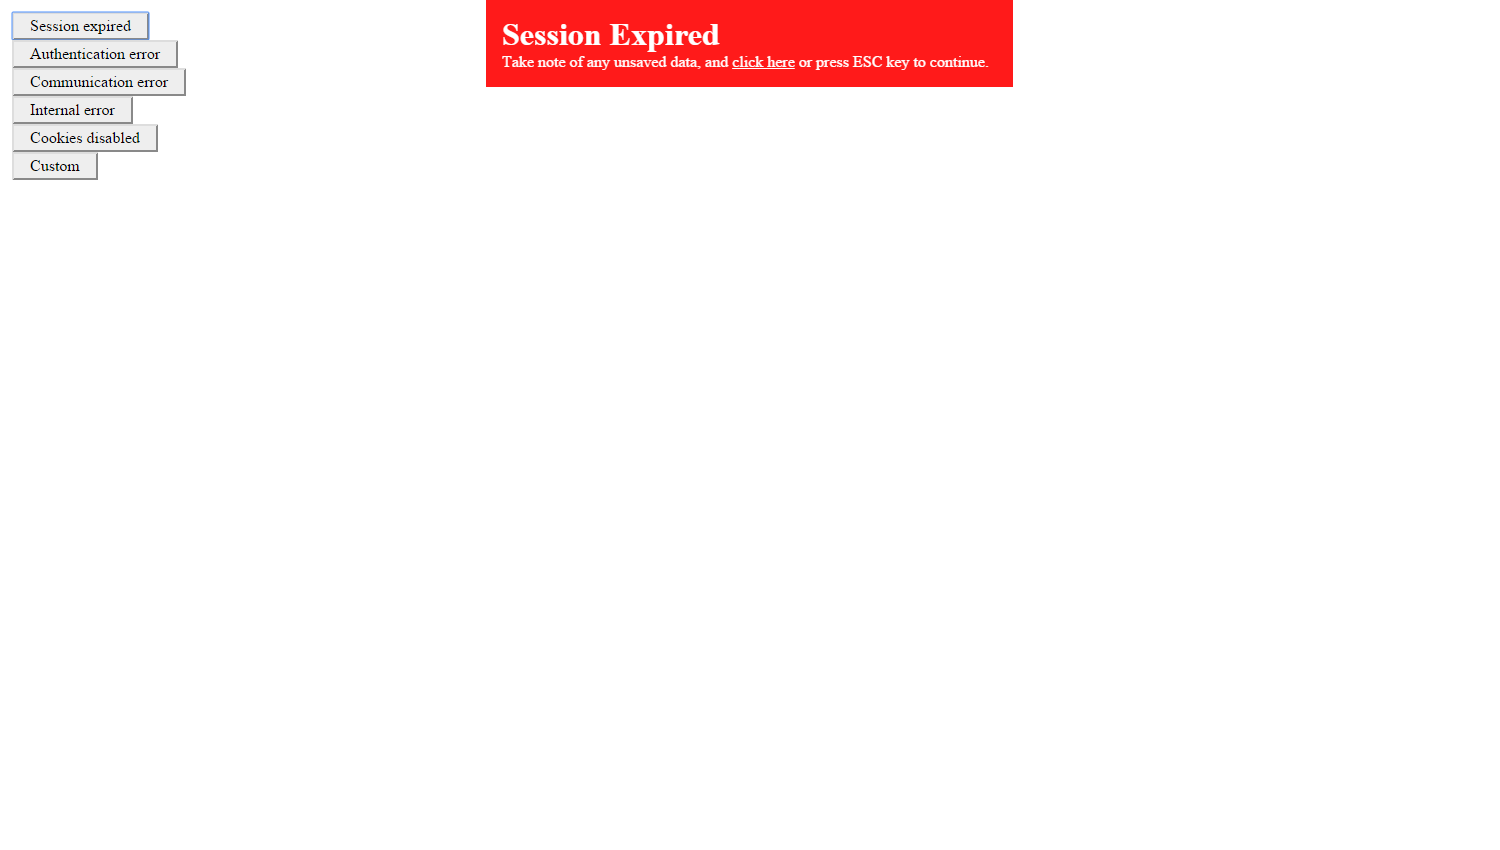 Session expired
Authentication error
Communication error
Internal error
Cookies disabled
Custom
Session Expired
Take note of any unsaved data, and click here or press ESC key to continue.